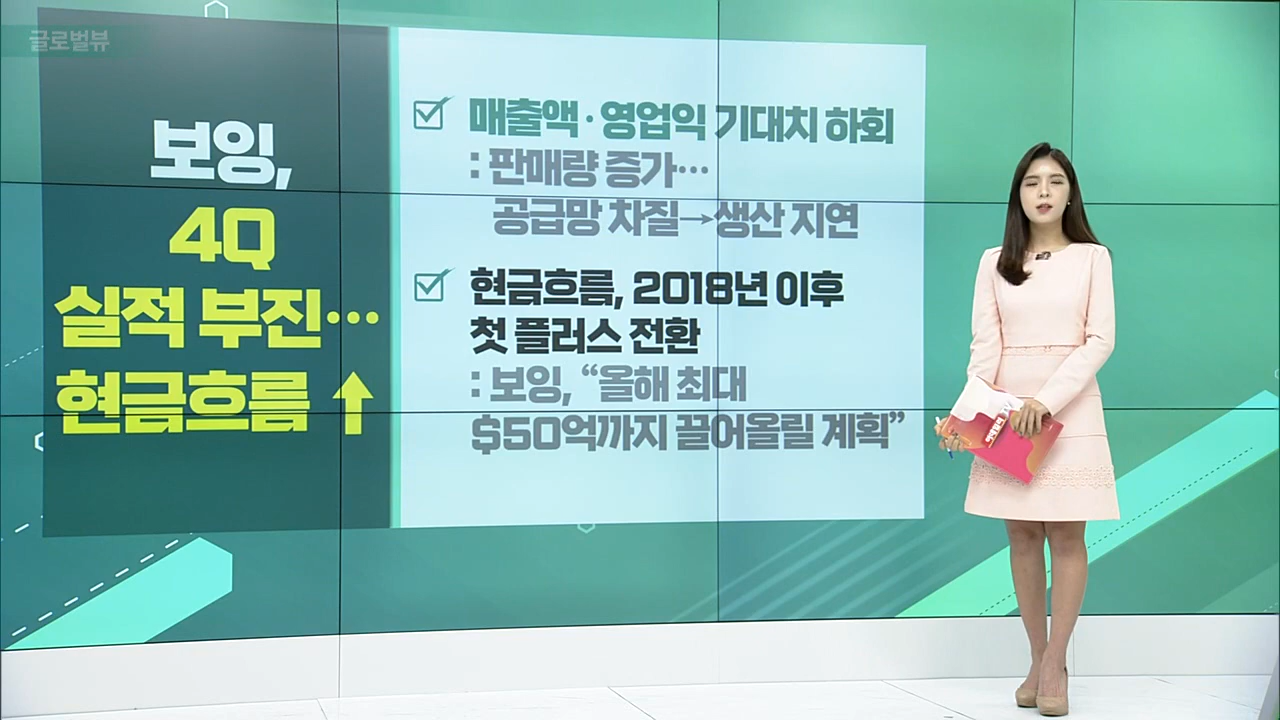 글로벌뷰
보잉,
4Q
실적 부진…
현금흐름 ↑
매출액·영업익 기대치 하회
: 판매량 증가…
공급망 차질→생산 지연
현금흐름, 2018년 이후
첫 플러스 전환
: 보잉, “올해 최대
$50억까지 끌어올릴 계획”